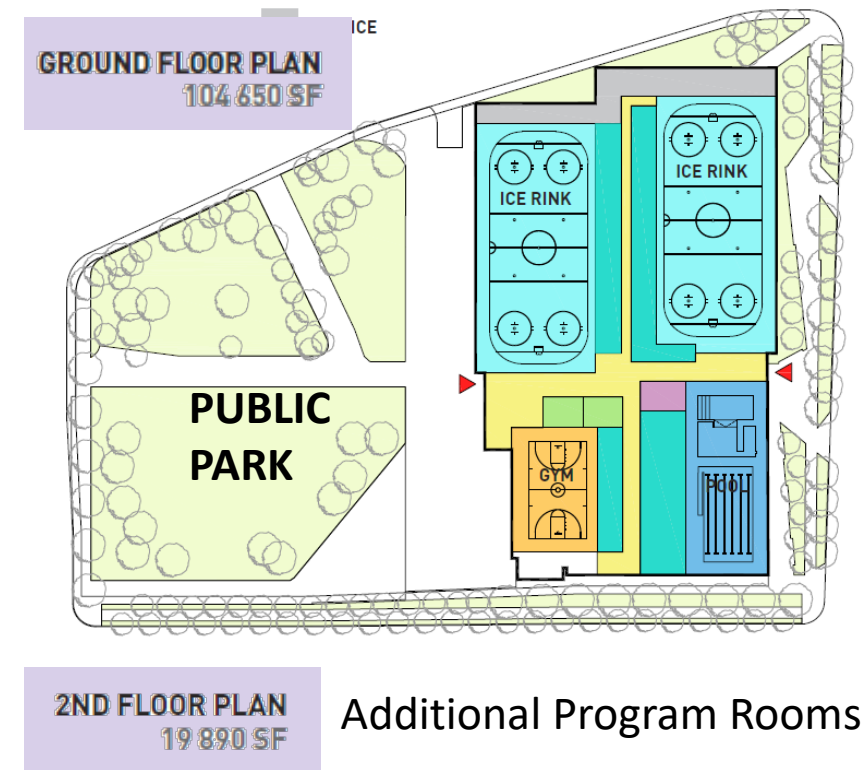 ICE
GROUND FLOOR PLAN
104 650 SF
ICE RINK
ICE RINK
PUBLIC
PARK
GYM
POOL
2ND FLOOR PLAN
19 890 SF
Additional Program Rooms